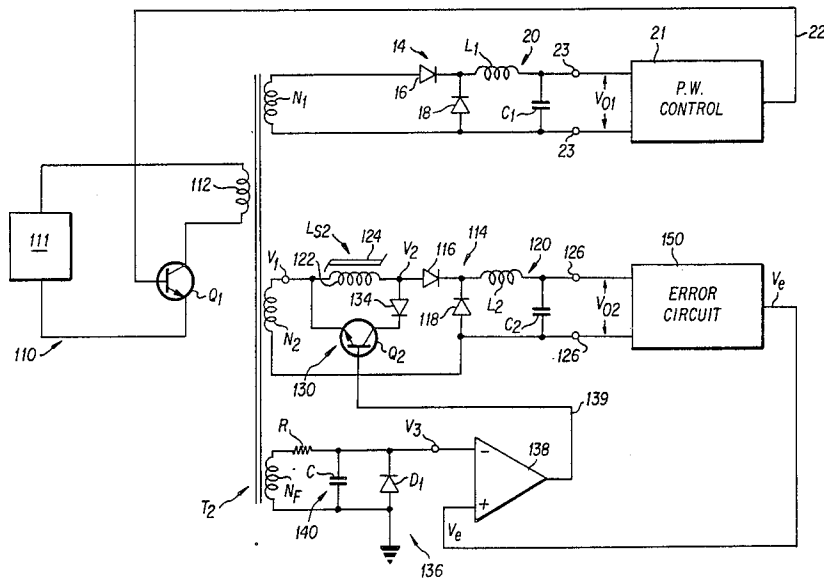 22
14
L1
20
23
21
16
N1
18
C1
VO1
P.W.
CONTROL
23
112
111
LS2
124
V2
116
114
120
126
150
V1
122
134
118
L2
C2
VO2
ERROR
CIRCUIT
Ve
Q1
N2
Q2
126
110
130
139
R
V3
138
C
D1
NF
140
−
+
T2
Ve
136